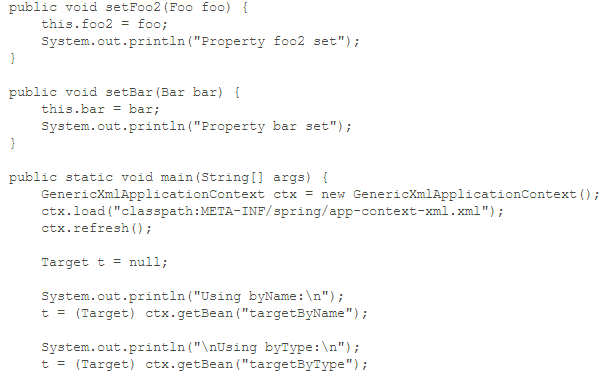 public void setFoo2(Foo foo) {
    this.foo2 = foo;
    System.out.println("Property foo2 set");
}

public void setBar(Bar bar) {
    this.bar = bar;
    System.out.println("Property bar set");
}

public static void main(String[] args) {
    GenericXmlApplicationContext ctx = new GenericXmlApplicationContext();
    ctx.load("classpath:META-INF/spring/app-context-xml.xml");
    ctx.refresh();

    Target t = null;

    System.out.println("Using byName:\n");
    t = (Target) ctx.getBean("targetByName");

    System.out.println("\nUsing byType:\n");
    t = (Target) ctx.getBean("targetByType");